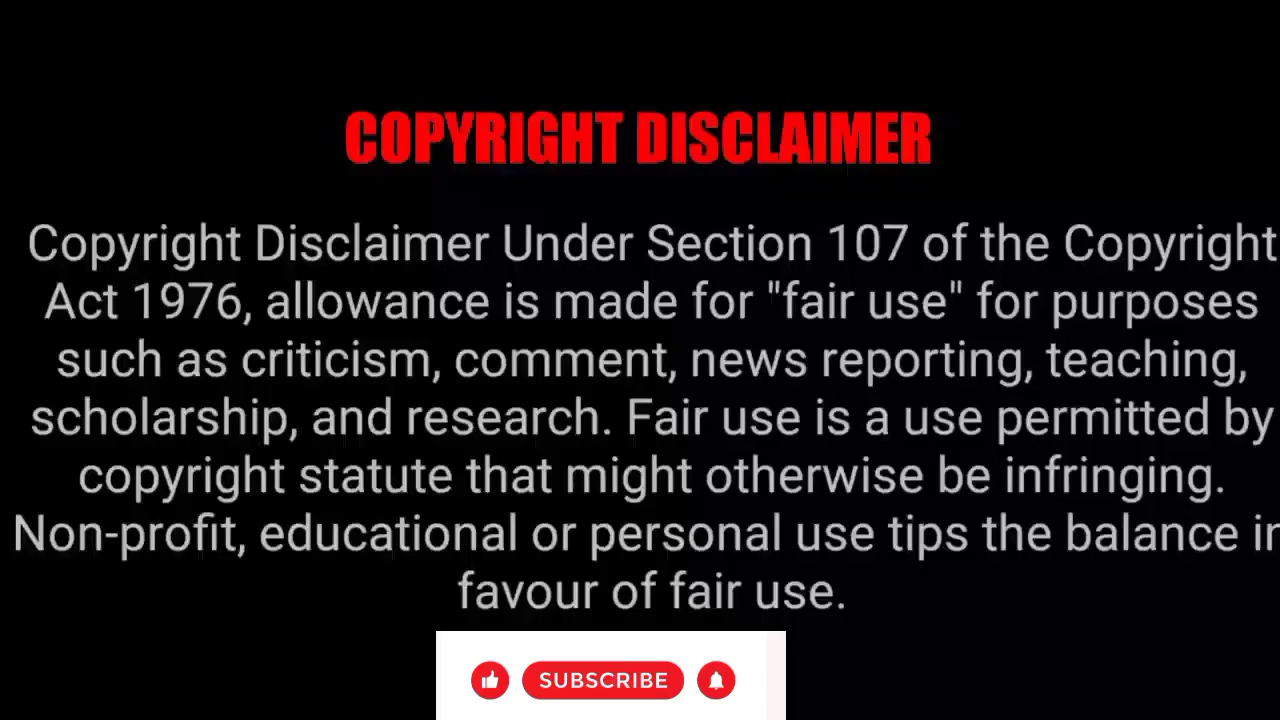 COPYRIGHT DISCLAIMER
Copyright Disclaimer Under Section 107 of the Copyright
Act 1976, allowance is made for "fair use" for purposes
such as criticism, comment, news reporting, teaching,
scholarship, and research. Fair use is a use permitted by
copyright statute that might otherwise be infringing.
Non-profit, educational or personal use tips the balance in
favour of fair use.
SUBSCRIBE